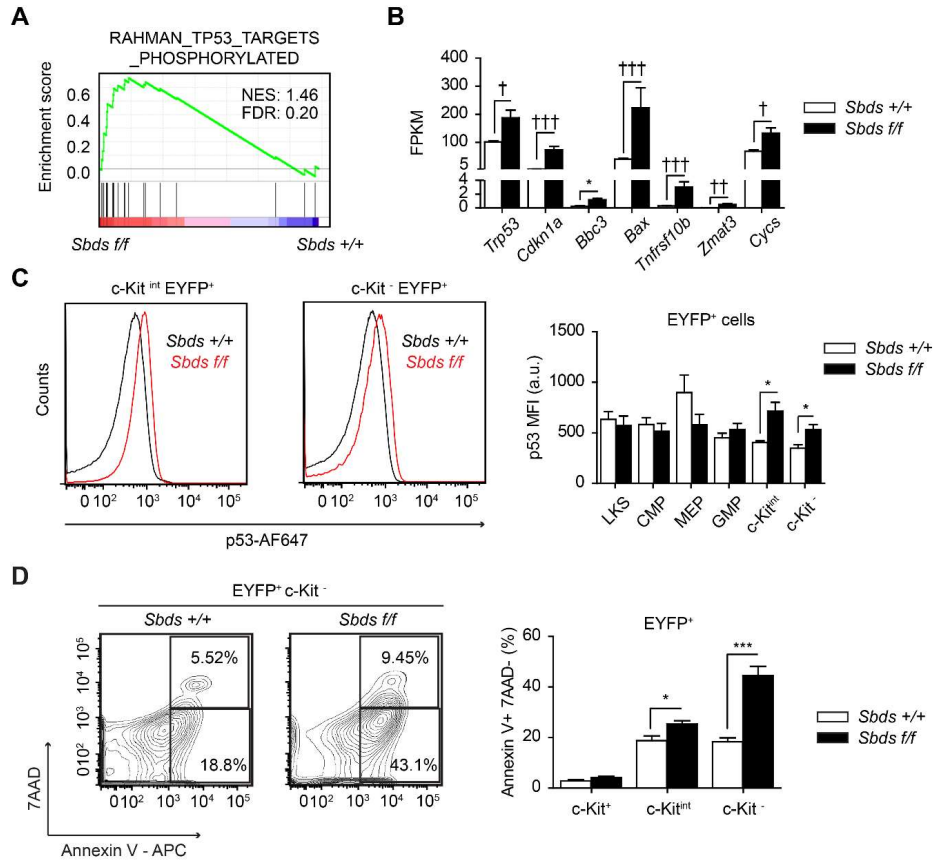 A
RAHMAN_TP53_TARGETS
_PHOSPHORYLATED
Enrichment score
0.6
0.4
0.2
0.0
NES: 1.46
FDR: 0.20
Sbds f/f
Sbds +/+
B
FPKM
400
300
200
100
5
4
2
0
†
†††
*
†††
†††
††
†
Trp53
Cdkn1a
Bbc3
Bax
Tnfrsf10b
Zmat3
Cycs
Sbds +/+
Sbds f/f
C
c-Kit int EYFP+
c-Kit - EYFP+
Counts
Sbds +/+
Sbds f/f
Sbds +/+
Sbds f/f
0 10² 10³ 10⁴ 10⁵
0 10² 10³ 10⁴ 10⁵
p53-AF647
EYFP+ cells
p53 MFI (a.u.)
1500
1000
500
0
*
*
LKS
CMP
MEP
GMP
c-Kit int
c-Kit -
Sbds +/+
Sbds f/f
D
EYFP+ c-Kit -
Sbds +/+
Sbds f/f
10⁵
10⁴
10³
0 10²
5.52%
18.8%
9.45%
43.1%
0 10² 10³ 10⁴ 10⁵
0 10² 10³ 10⁴ 10⁵
7AAD
Annexin V - APC
EYFP+
Annexin V+ 7AAD- (%)
60
40
20
0
*
***
c-Kit+
c-Kit int
c-Kit -
Sbds +/+
Sbds f/f